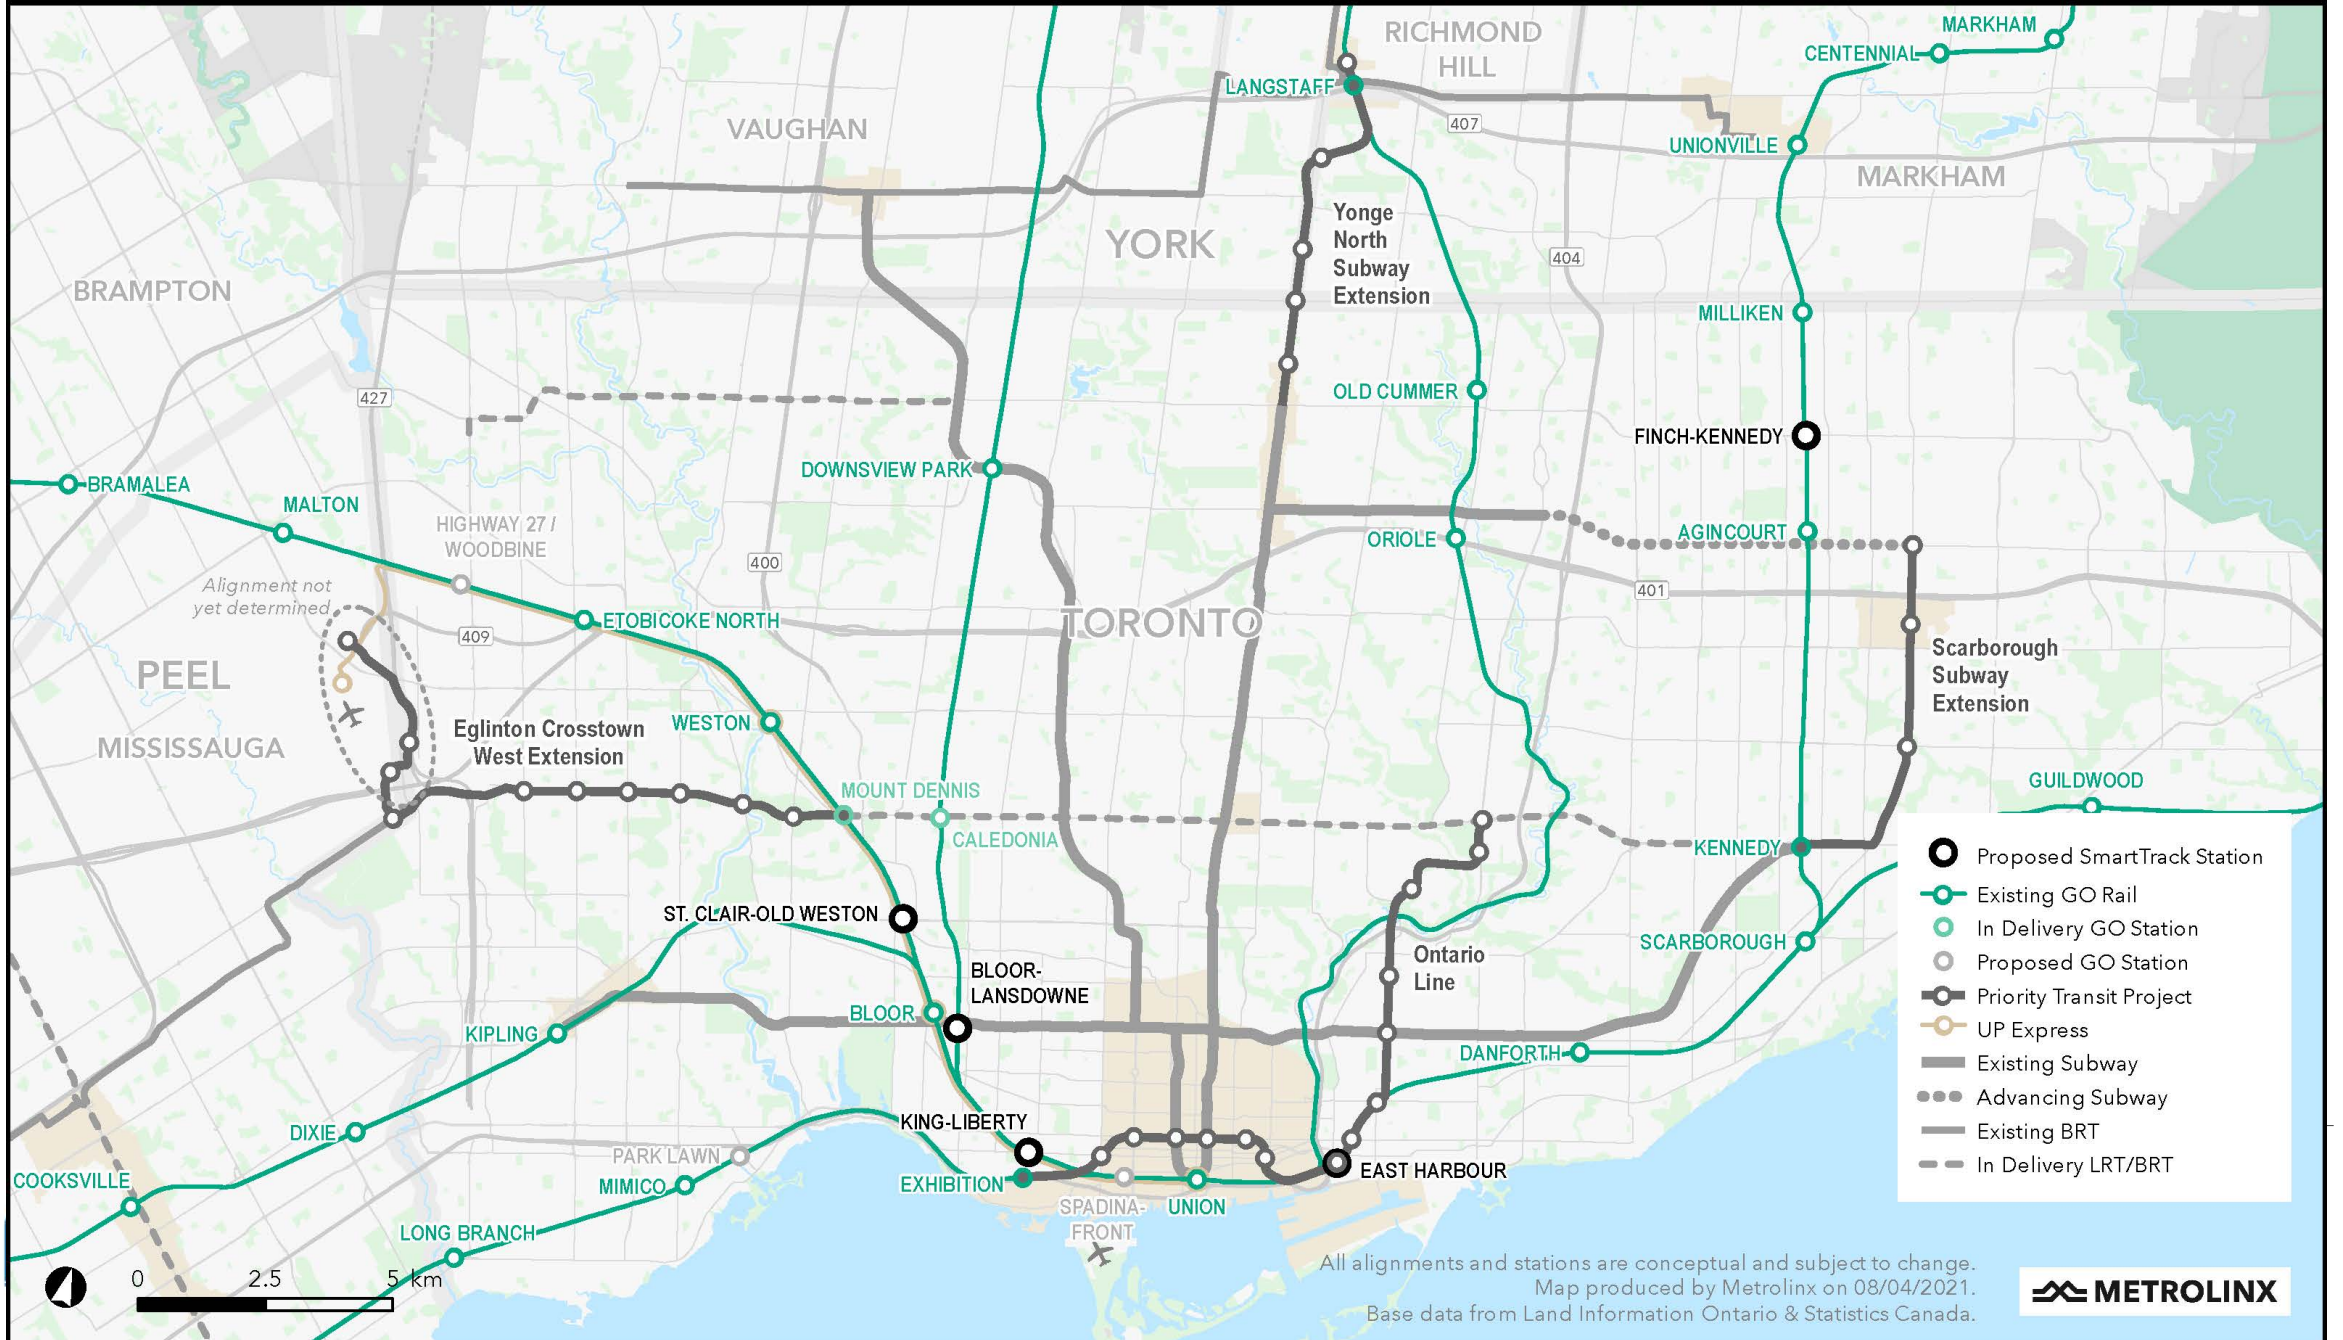 MARKHAM
CENTENNIAL
RICHMOND
HILL
LANGSTAFF
407
VAUGHAN
UNIONVILLE
MARKHAM
Yonge
North
Subway
Extension
YORK
404
BRAMPTON
MILLIKEN
427
OLD CUMMER
FINCH-KENNEDY
DOWNSVIEW PARK
BRAMALEA
MALTON
HIGHWAY 27 /
WOODBINE
ORIOLE
AGINCOURT
400
401
Alignment not
yet determined
409
ETOBICOKE NORTH
TORONTO
PEEL
Scarborough
Subway
Extension
WESTON
Eglinton Crosstown
West Extension
MISSISSAUGA
MOUNT DENNIS
CALEDONIA
GUILDWOOD
KENNEDY
ST. CLAIR-OLD WESTON
SCARBOROUGH
Ontario
Line
BLOOR-
LANSDOWNE
BLOOR
KIPLING
DANFORTH
KING-LIBERTY
DIXIE
PARK LAWN
MIMICO
EXHIBITION
EAST HARBOUR
COOKSVILLE
SPADINA-
FRONT
UNION
LONG BRANCH
Proposed SmartTrack Station
Existing GO Rail
In Delivery GO Station
Proposed GO Station
Priority Transit Project
UP Express
Existing Subway
Advancing Subway
Existing BRT
In Delivery LRT/BRT
0 2.5 5 km
All alignments and stations are conceptual and subject to change.
Map produced by Metrolinx on 08/04/2021.
Base data from Land Information Ontario & Statistics Canada.
METROLINX